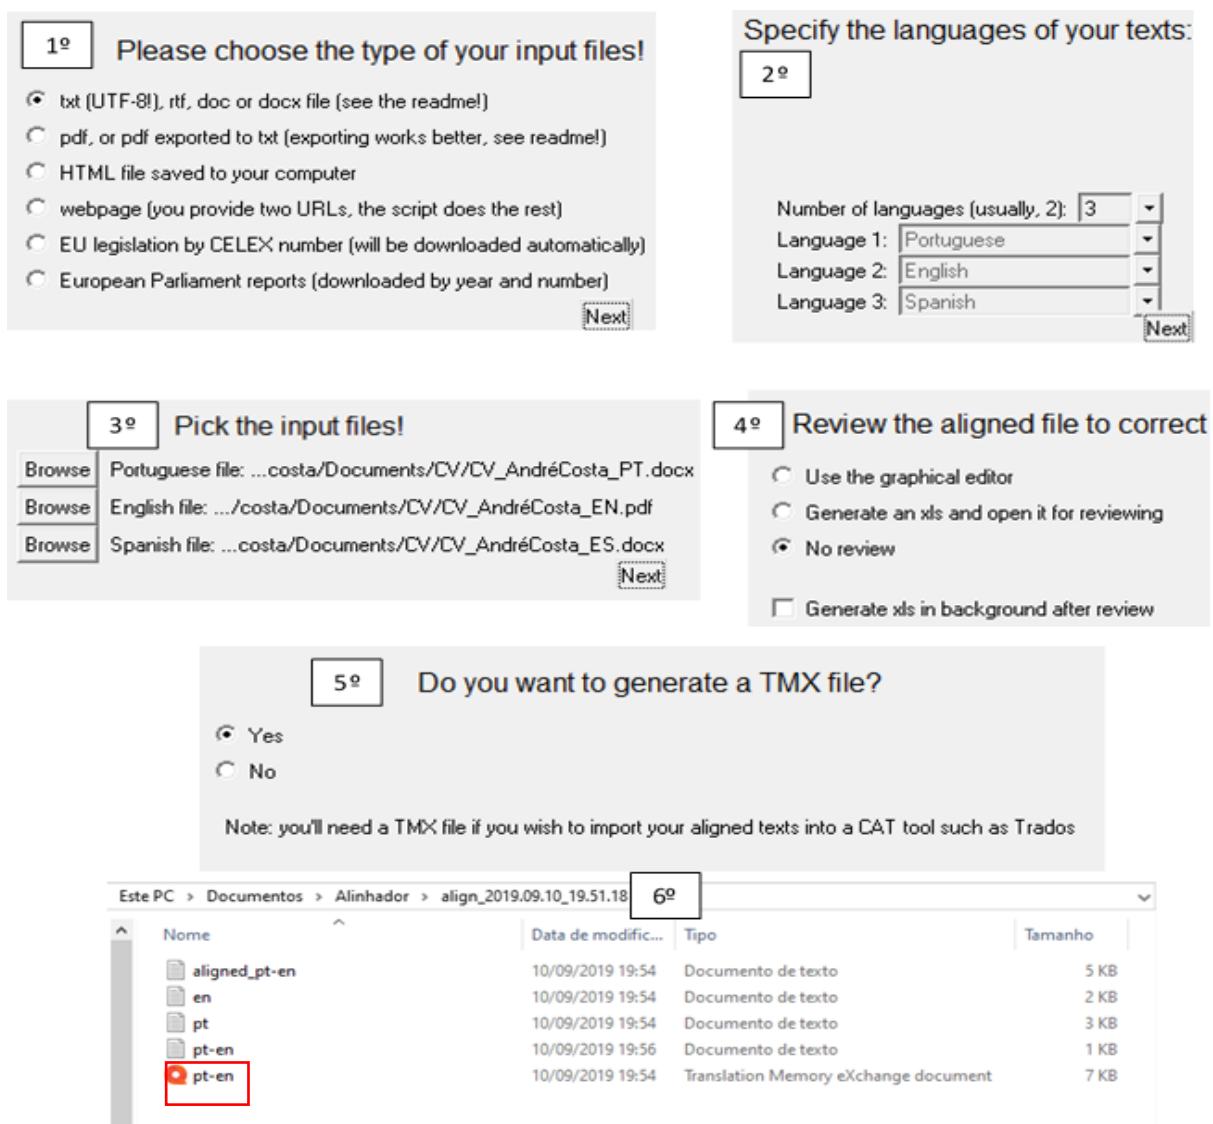 1º
Please choose the type of your input files!
txt (UTF-8!), rtf, doc or docx file (see the readme!)
pdf, or pdf exported to txt (exporting works better, see readme!)
HTML file saved to your computer
webpage (you provide two URLs, the script does the rest)
EU legislation by CELEX number (will be downloaded automatically)
European Parliament reports (downloaded by year and number)
Next
Specify the languages of your texts:
2º
Number of languages (usually, 2): 3
Language 1: Portuguese
Language 2: English
Language 3: Spanish
Next
3º
Pick the input files!
Browse Portuguese file: ...costa/Documents/CV/CV_AndréCosta_PT.docx
Browse English file: .../costa/Documents/CV/CV_AndréCosta_EN.pdf
Browse Spanish file: ...costa/Documents/CV/CV_AndréCosta_ES.docx
Next
4º
Review the aligned file to correct
Use the graphical editor
Generate an xls and open it for reviewing
No review
Generate xls in background after review
5º
Do you want to generate a TMX file?
Yes
No
Note: you'll need a TMX file if you wish to import your aligned texts into a CAT tool such as Trados
Este PC > Documentos > Alinhador > align_2019.09.10_19.51.18
6º
Nome Data de modific... Tipo Tamanho
aligned_pt-en 10/09/2019 19:54 Documento de texto 5 KB
en 10/09/2019 19:54 Documento de texto 2 KB
pt 10/09/2019 19:54 Documento de texto 3 KB
pt-en 10/09/2019 19:56 Documento de texto 1 KB
pt-en 10/09/2019 19:54 Translation Memory eXchange document 7 KB